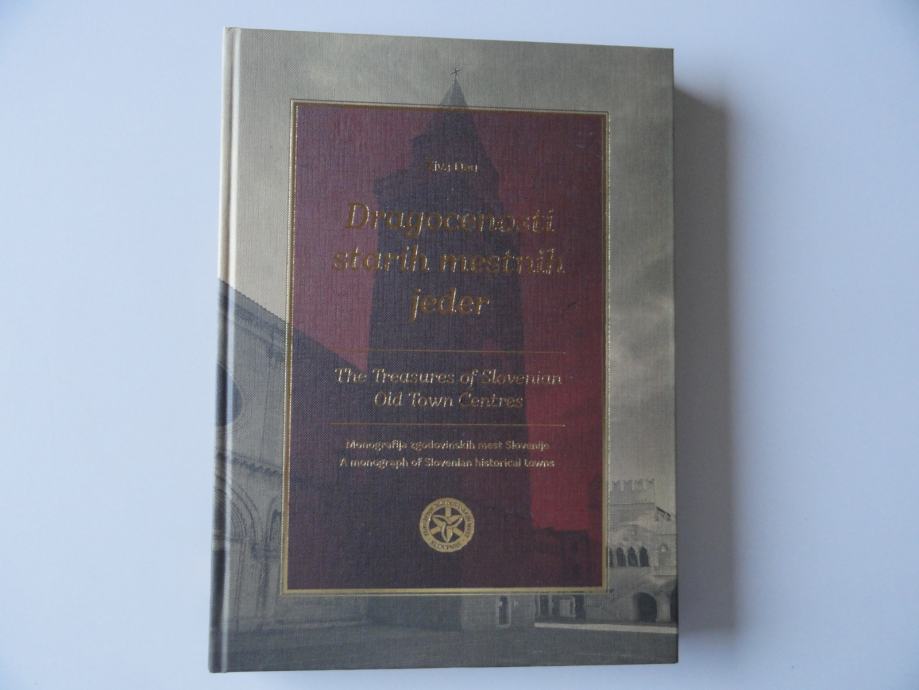 Dragocenosti
starih mestnih
jeder
The Treasures of Slovenian
Old Town Centres
Monografija zgodovinskih mest Slovenije
A monograph of Slovenian historical towns